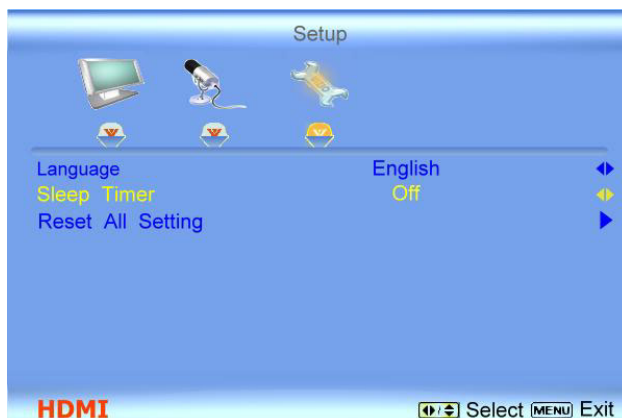 Setup
Language English
Sleep Timer Off
Reset All Setting
HDMI Select MENU Exit